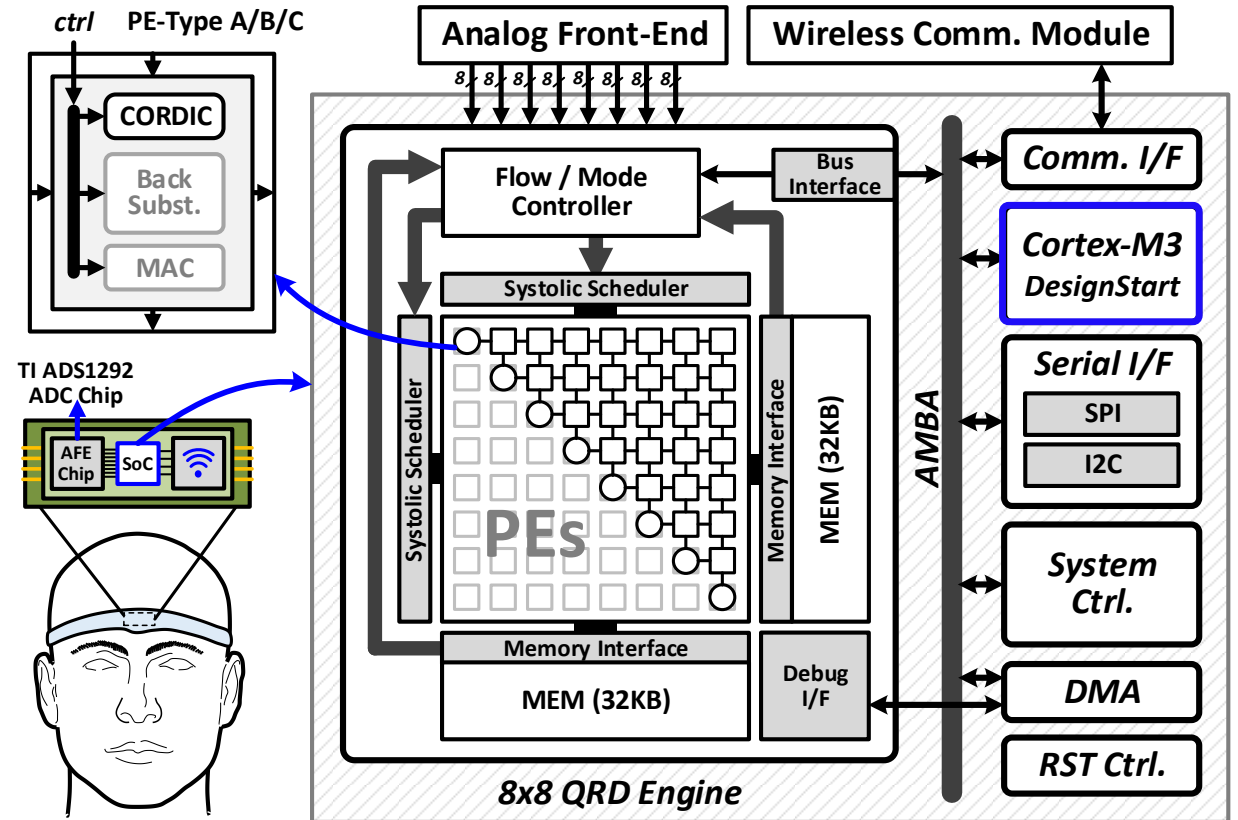 ctrl
PE-Type A/B/C
CORDIC
Back
Subst.
MAC
TI ADS1292
ADC Chip
AFE
Chip
SoC
Analog Front-End
8
8
8
8
8
8
8
8
Wireless Comm. Module
Flow / Mode
Controller
Bus
Interface
Systolic Scheduler
Systolic Scheduler
PEs
Memory Interface
MEM (32KB)
Memory Interface
MEM (32KB)
Debug
I/F
8x8 QRD Engine
AMBA
Comm. I/F
Cortex-M3
DesignStart
Serial I/F
SPI
I2C
System
Ctrl.
DMA
RST Ctrl.